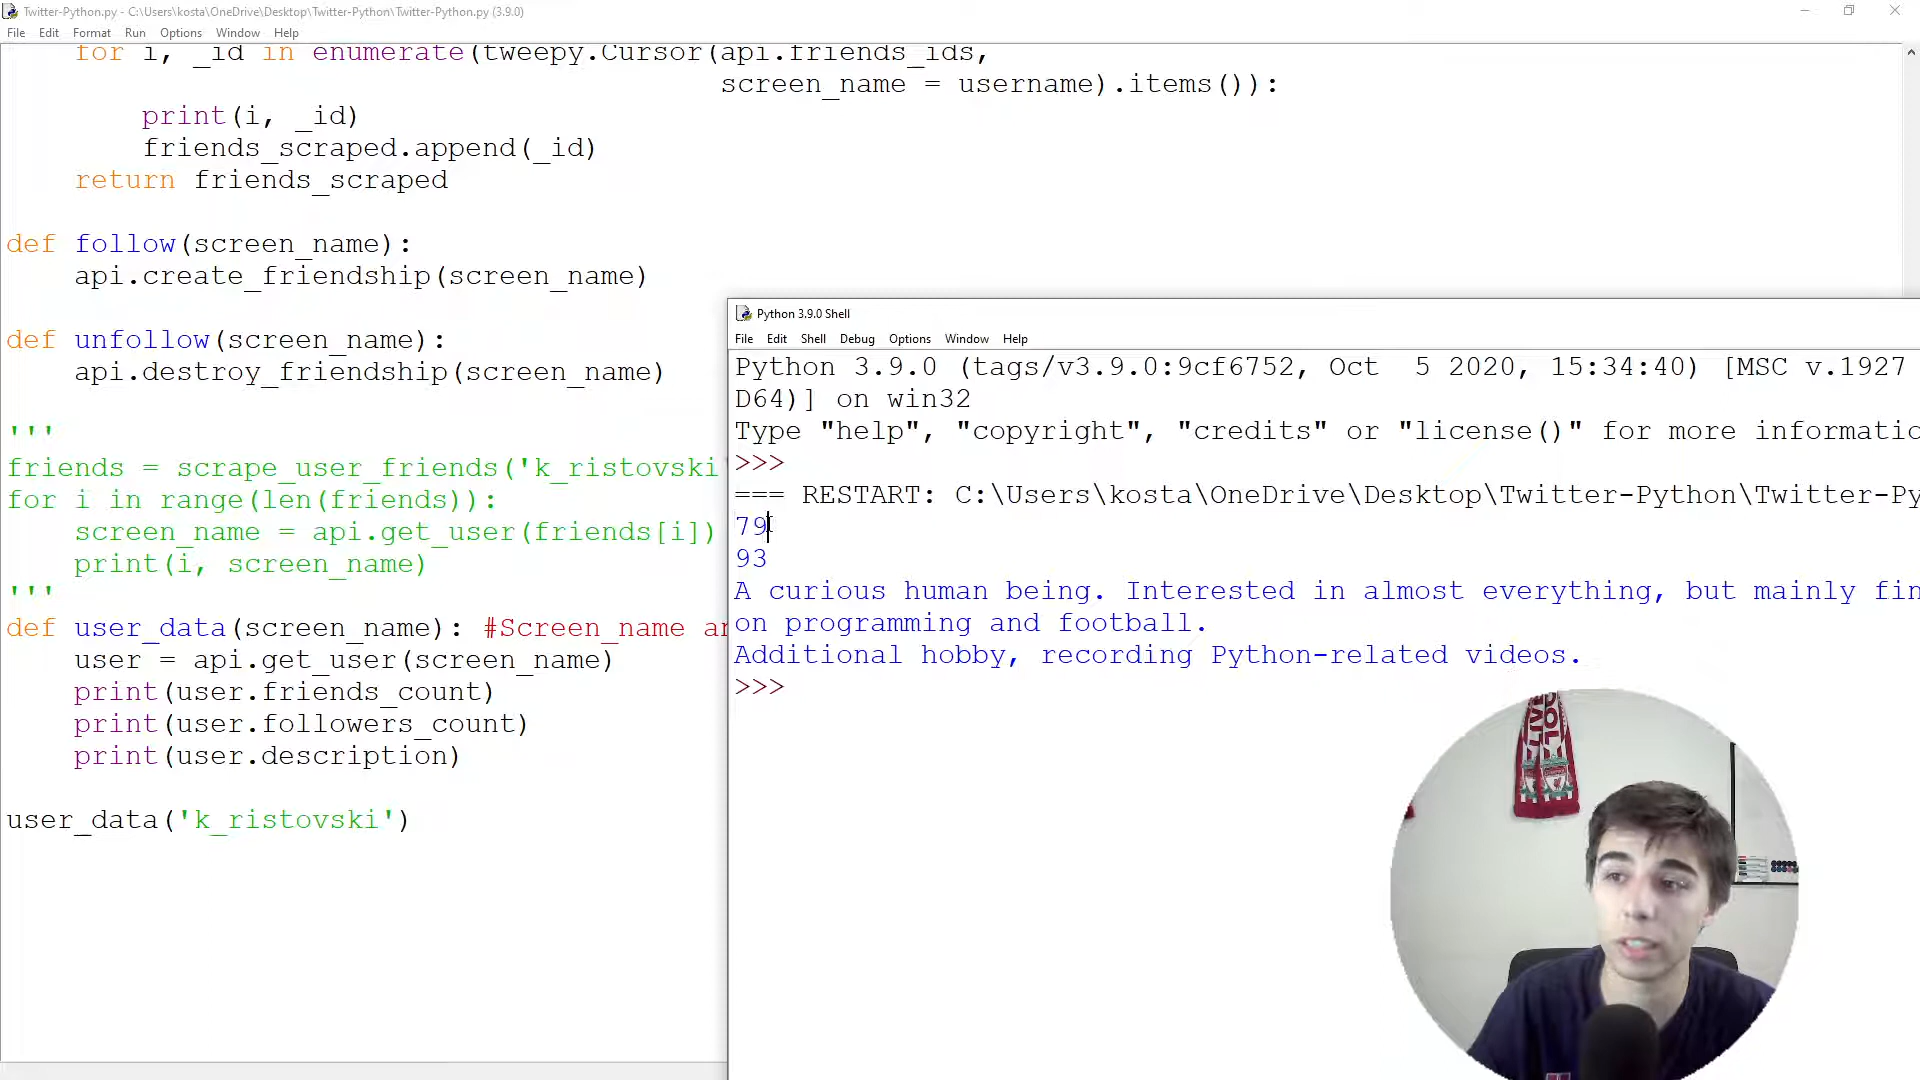 Twitter-Python.py - C:\Users\kosta\OneDrive\Desktop\Twitter-Python\Twitter-Python.py (3.9.0)
File Edit Format Run Options Window Help
for i, _id in enumerate(tweepy.Cursor(api.friends_ids,
screen_name = username).items()):
print(i, _id)
friends_scraped.append(_id)
return friends_scraped
def follow(screen_name):
api.create_friendship(screen_name)
def unfollow(screen_name):
api.destroy_friendship(screen_name)
'''
friends = scrape_user_friends('k_ristovski'
for i in range(len(friends)):
screen_name = api.get_user(friends[i])
print(i, screen_name)
'''
def user_data(screen_name): #Screen_name
user = api.get_user(screen_name)
print(user.friends_count)
print(user.followers_count)
print(user.description)
user_data('k_ristovski')
Python 3.9.0 Shell
File Edit Shell Debug Options Window Help
Python 3.9.0 (tags/v3.9.0:9cf6752, Oct  5 2020, 15:34:40) [MSC v.1927
D64)] on win32
Type "help", "copyright", "credits" or "license()" for more
>>>
=== RESTART: C:\Users\kosta\OneDrive\Desktop\Twitter-Python\Twitter-Py
79
93
A curious human being. Interested in almost everything, but mainly fin
on programming and football.
Additional hobby, recording Python-related videos.
>>>